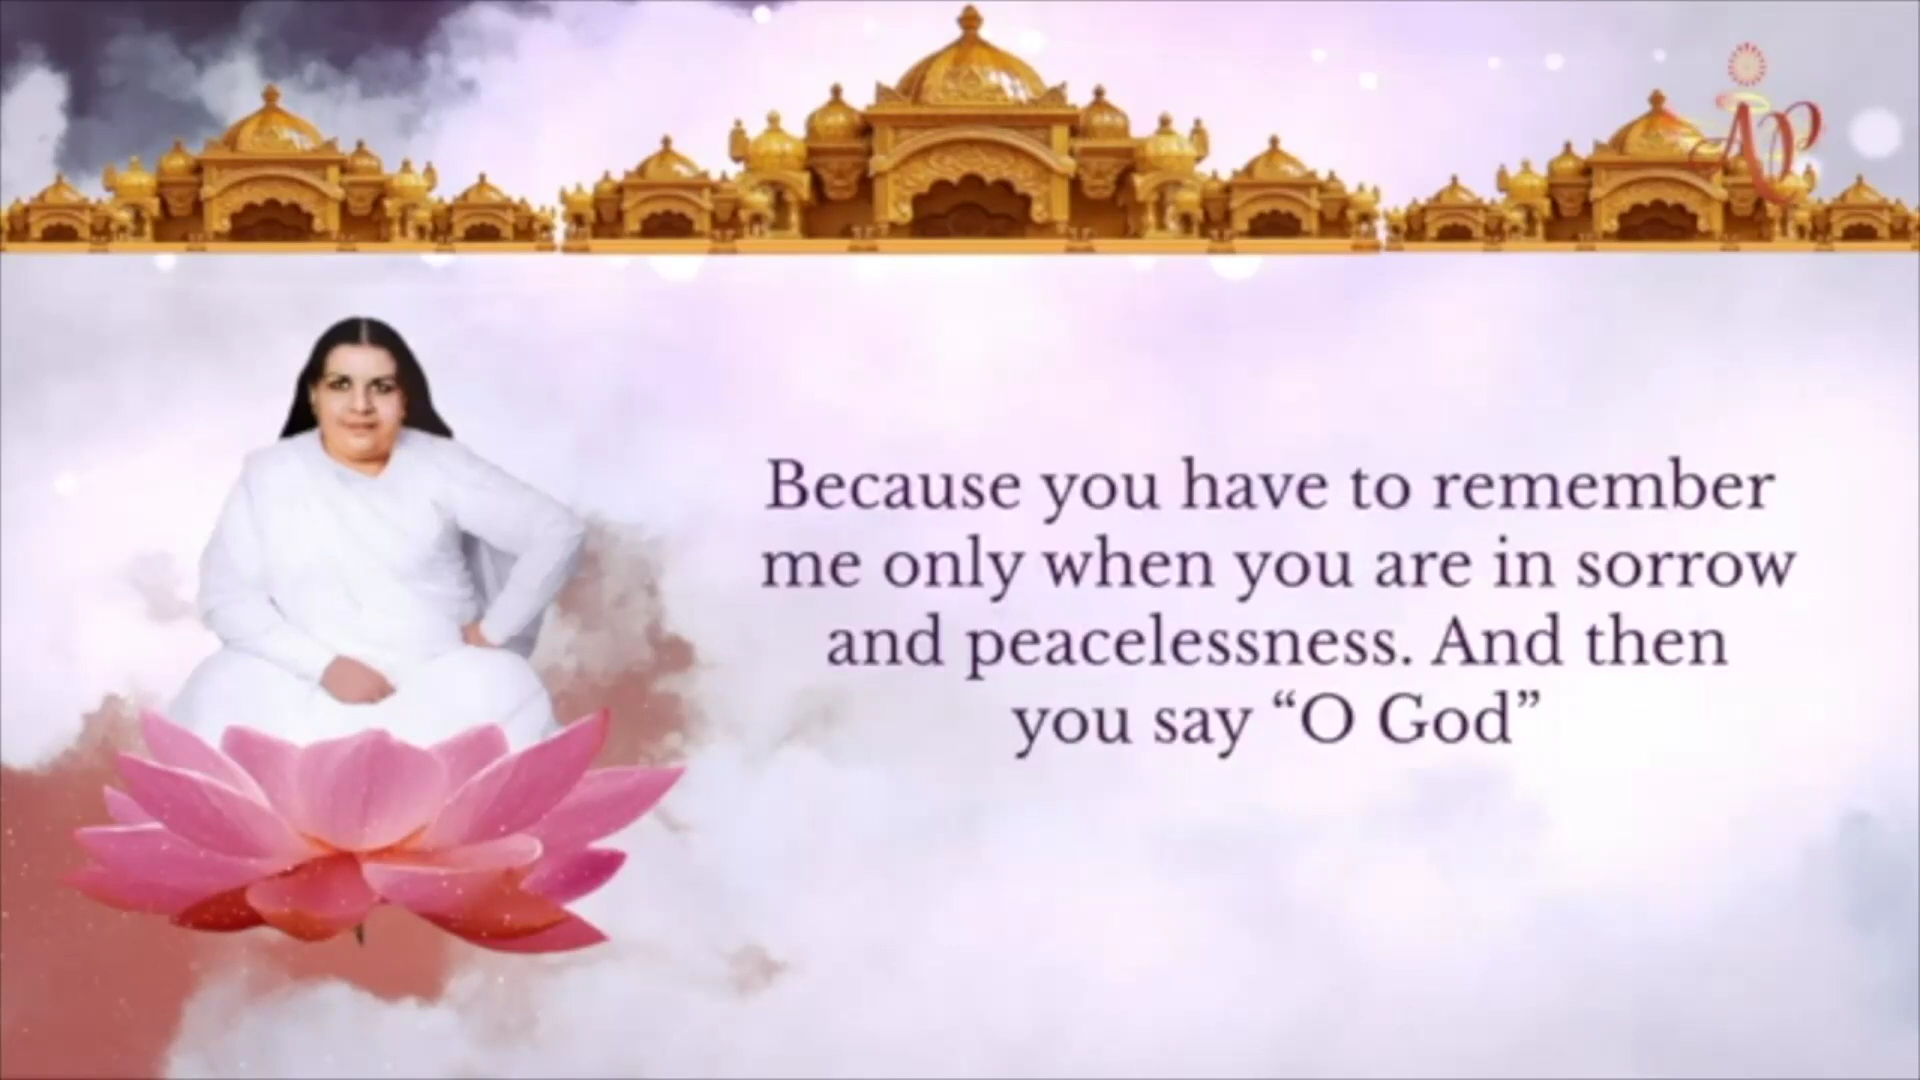 Because you have to remember
me only when you are in sorrow
and peacelessness. And then
you say “O God”